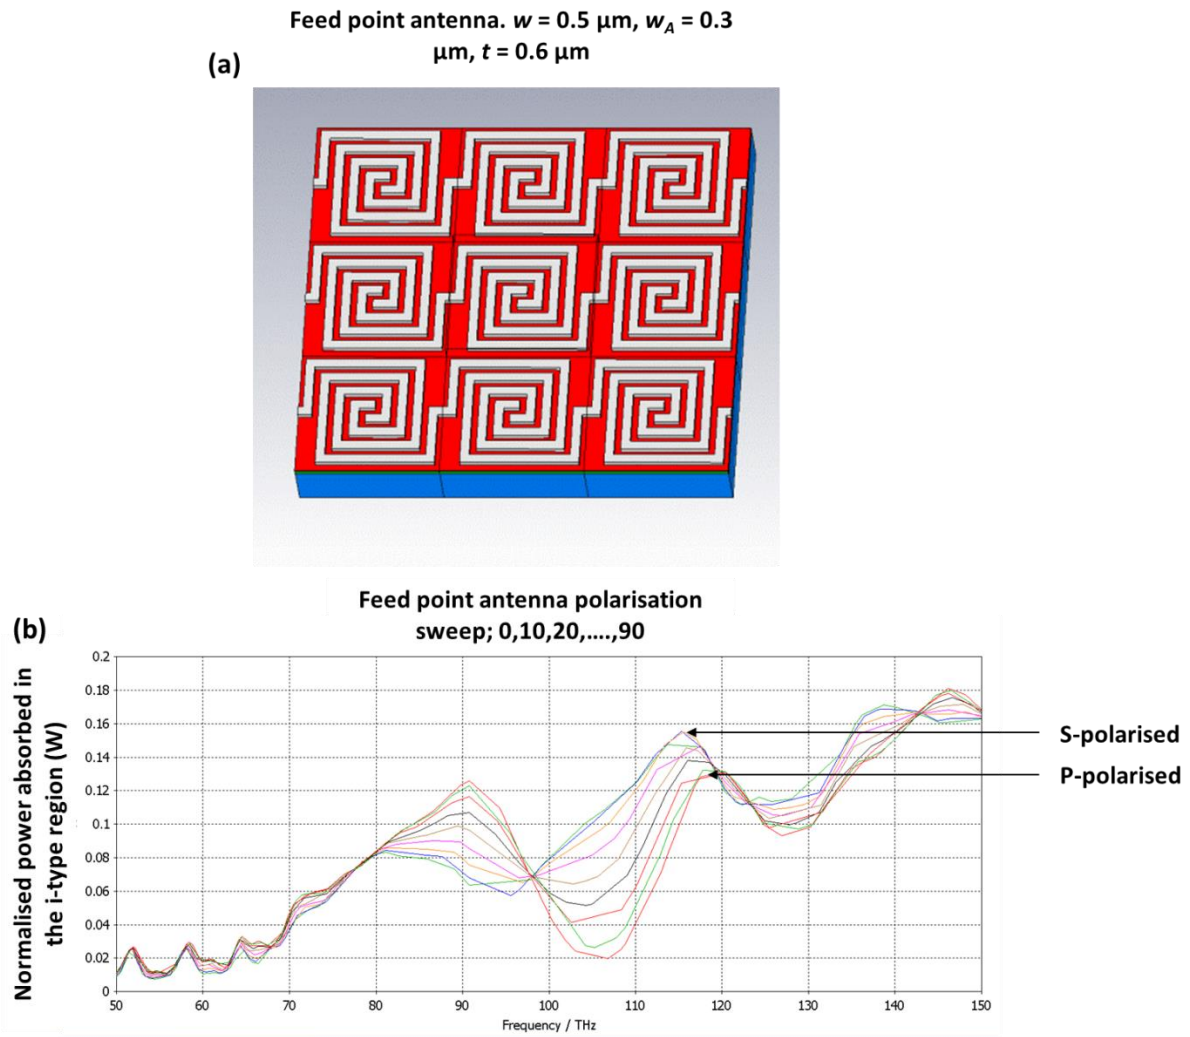 Feed point antenna. w = 0.5 μm, wA = 0.3
μm, t = 0.6 μm
(a)
Feed point antenna polarisation
sweep; 0,10,20,....,90
(b)
Normalised power absorbed in
the i-type region (W)
0.2
0.18
0.16
0.14
0.12
0.1
0.08
0.06
0.04
0.02
0
50
60
70
80
90
100
110
120
130
140
150
Frequency / THz
S-polarised
P-polarised